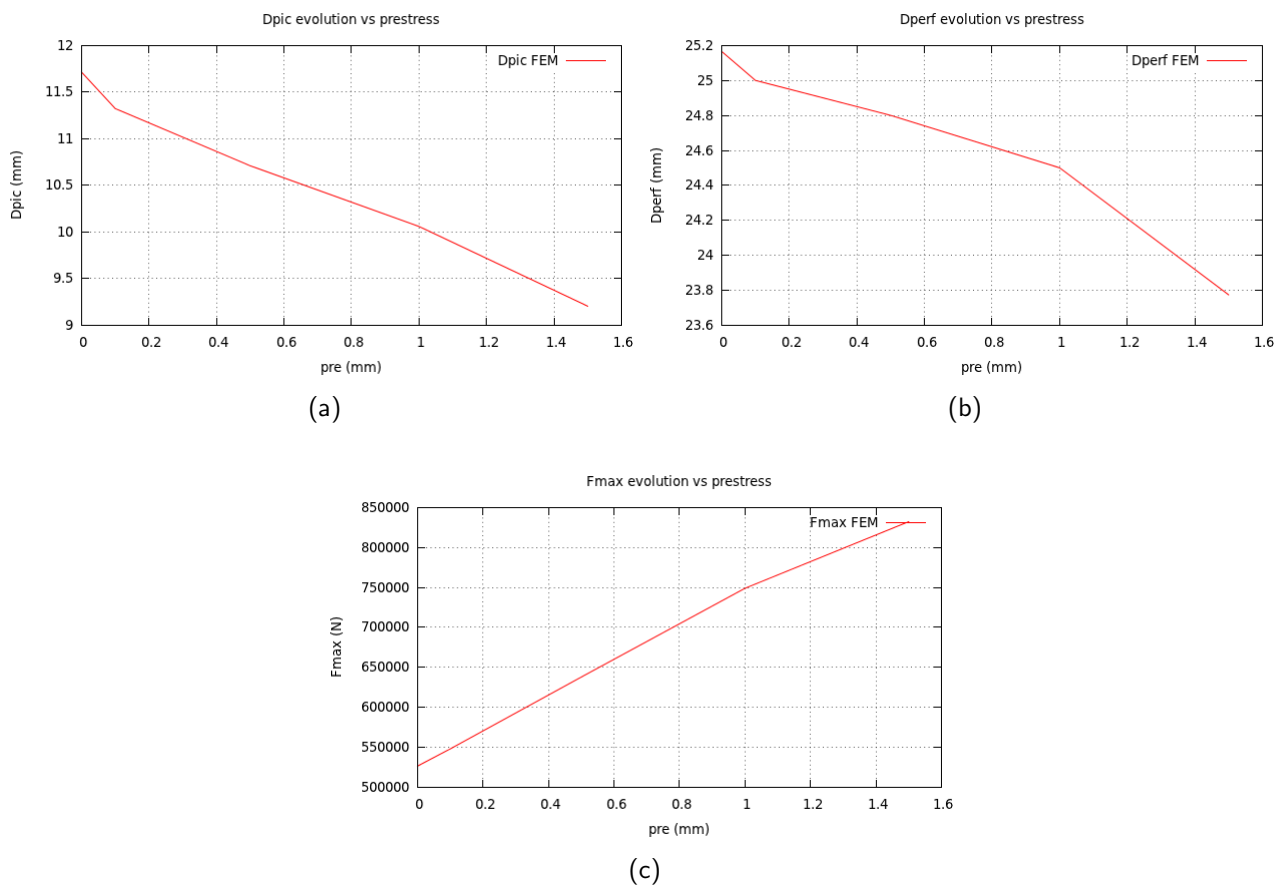 Dpic evolution vs prestress
12
11.5
11
10.5
10
9.5
9
Dpic (mm)
Dpic FEM
0 0.2 0.4 0.6 0.8 1 1.2 1.4 1.6
pre (mm)
(a)
Dperf evolution vs prestress
25.2
25
24.8
24.6
24.4
24.2
24
23.8
23.6
Dperf (mm)
Dperf FEM
0 0.2 0.4 0.6 0.8 1 1.2 1.4 1.6
pre (mm)
(b)
Fmax evolution vs prestress
850000
800000
750000
700000
650000
600000
550000
500000
Fmax (N)
Fmax FEM
0 0.2 0.4 0.6 0.8 1 1.2 1.4 1.6
pre (mm)
(c)